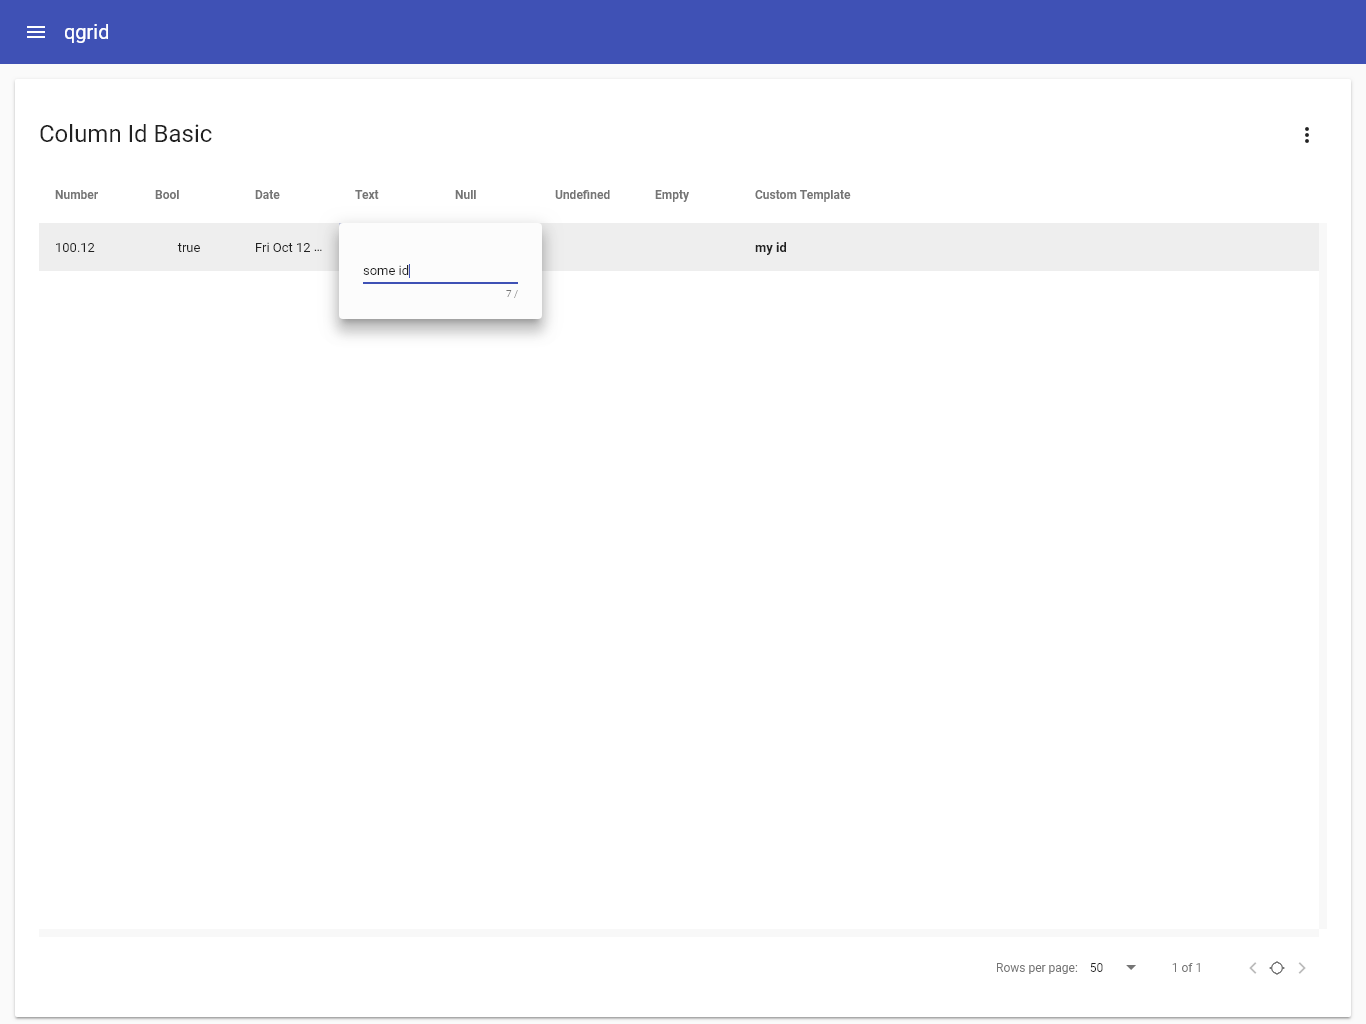 qgrid
Column Id Basic
Number Bool Date Text Null Undefined Empty Custom Template
100.12 true Fri Oct 12 ... my id
some id
7 /
Rows per page: 50 1 of 1